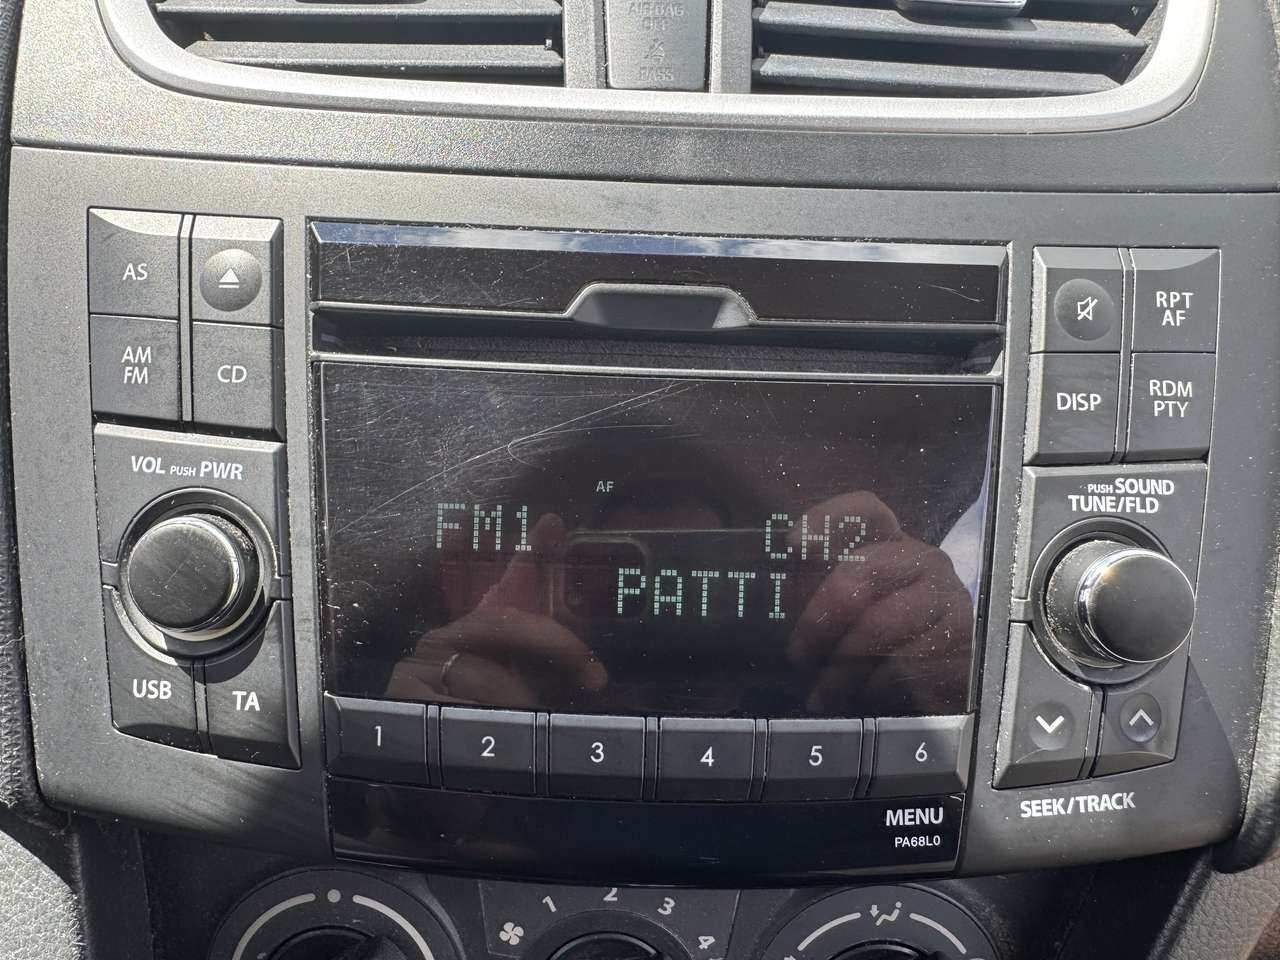 AIRBAG
OFF
PASS
AS
AM
FM
CD
VOL PUSH PWR
USB
TA
AF
FM1 CH2
PATTI
1 2 3 4 5 6
MENU
PA68L0
RPT
AF
DISP
RDM
PTY
PUSH SOUND
TUNE/FLD
SEEK/TRACK
1 2 3 4